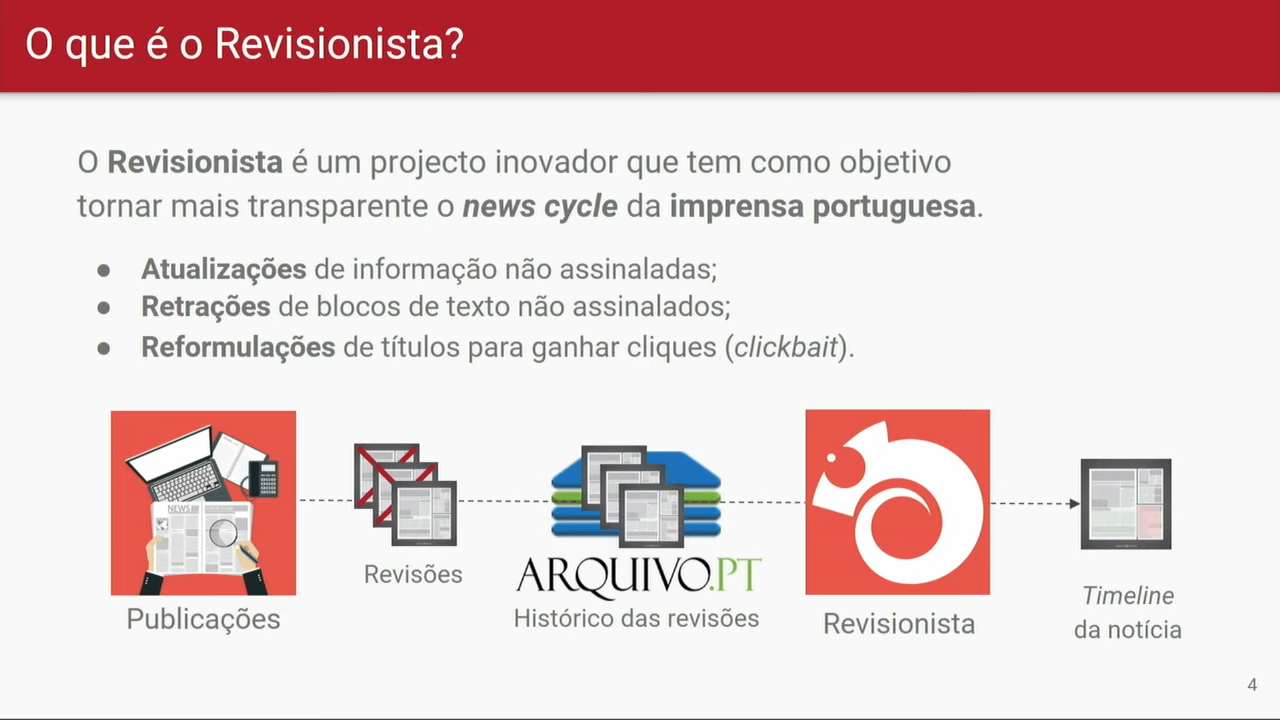 O que é o Revisionista?
O Revisionista é um projecto inovador que tem como objetivo
tornar mais transparente o news cycle da imprensa portuguesa.
● Atualizações de informação não assinaladas;
● Retrações de blocos de texto não assinalados;
● Reformulações de títulos para ganhar cliques (clickbait).
NEWS
Publicações
Revisões
ARQUIVO.PT
Histórico das revisões
Revisionista
Timeline
da notícia
4